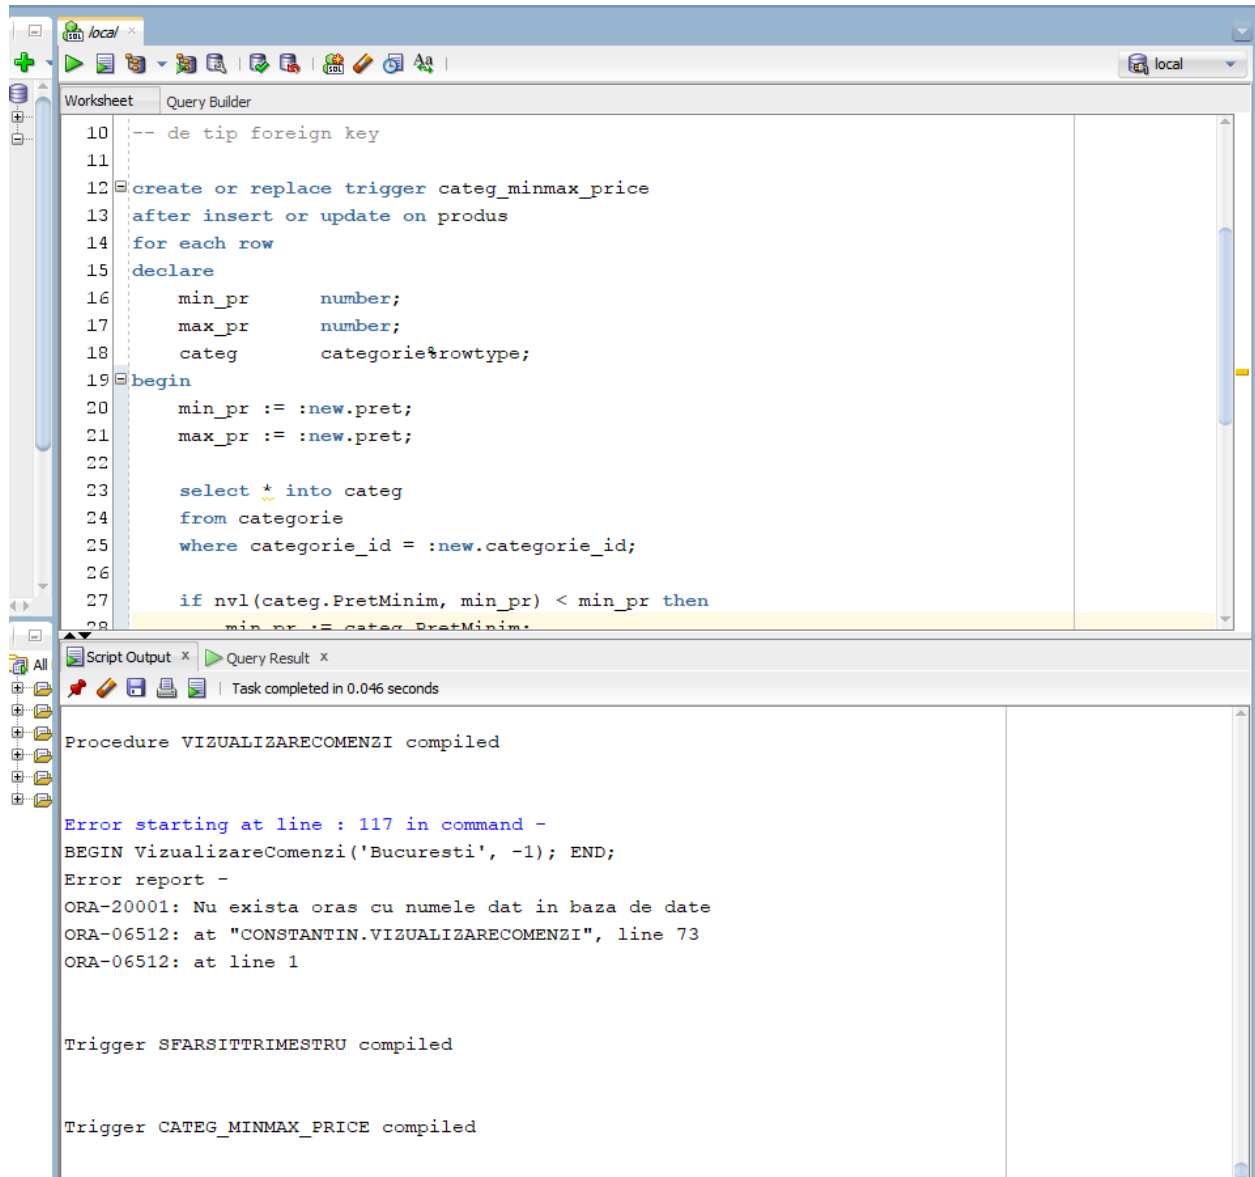 local
local
Worksheet Query Builder
10 -- de tip foreign key
11
12 create or replace trigger categ_minmax_price
13 after insert or update on produs
14 for each row
15 declare
16 min_pr number;
17 max_pr number;
18 categ categorie%rowtype;
19 begin
20 min_pr := :new.pret;
21 max_pr := :new.pret;
22
23 select * into categ
24 from categorie
25 where categorie_id = :new.categorie_id;
26
27 if nvl(categ.PretMinim, min_pr) < min_pr then
28 min_pr := categ.PretMinim;
All
Script Output x Query Result x
Task completed in 0.046 seconds
Procedure VIZUALIZARECOMENZI compiled
Error starting at line : 117 in command -
BEGIN VizualizareComenzi('Bucuresti', -1); END;
Error report -
ORA-20001: Nu exista oras cu numele dat in baza de date
ORA-06512: at "CONSTANTIN.VIZUALIZARECOMENZI", line 73
ORA-06512: at line 1
Trigger SFARSITTRIMESTRU compiled
Trigger CATEG_MINMAX_PRICE compiled